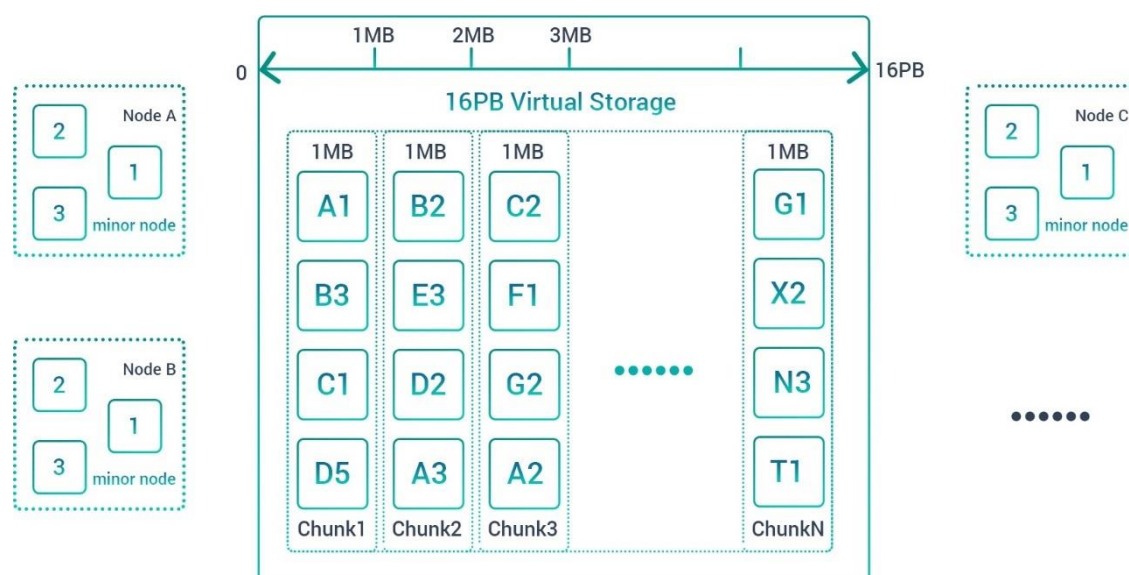 1MB 2MB 3MB
0 16PB
16PB Virtual Storage
Node A
2
1
3
minor node
Node B
2
1
3
minor node
1MB 1MB 1MB 1MB
A1 B2 C2 G1
B3 E3 F1 X2
C1 D2 G2 ...... N3
D5 A3 A2 T1
Chunk1 Chunk2 Chunk3 ChunkN
Node C
2
1
3
minor node
......